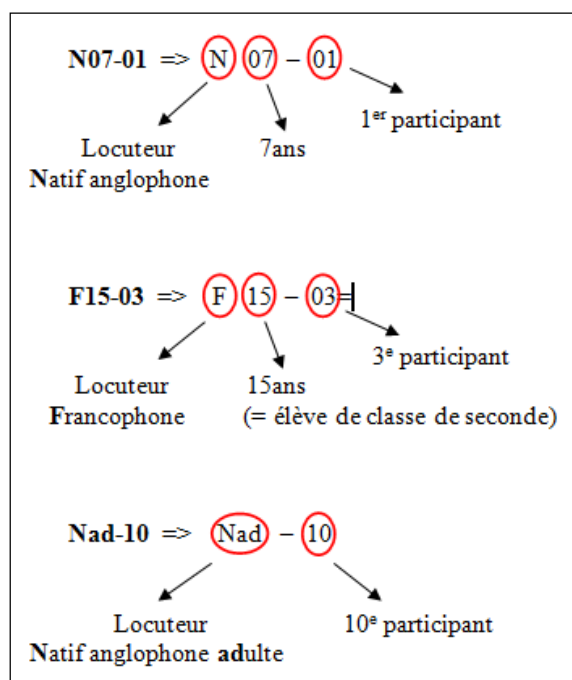 N07-01 => N 07 – 01
1er participant
Locuteur 7ans
Natif anglophone
F15-03 => F 15 – 03=
3e participant
Locuteur 15ans
Francophone (= élève de classe de seconde)
Nad-10 => Nad – 10
Locuteur 10e participant
Natif anglophone adulte